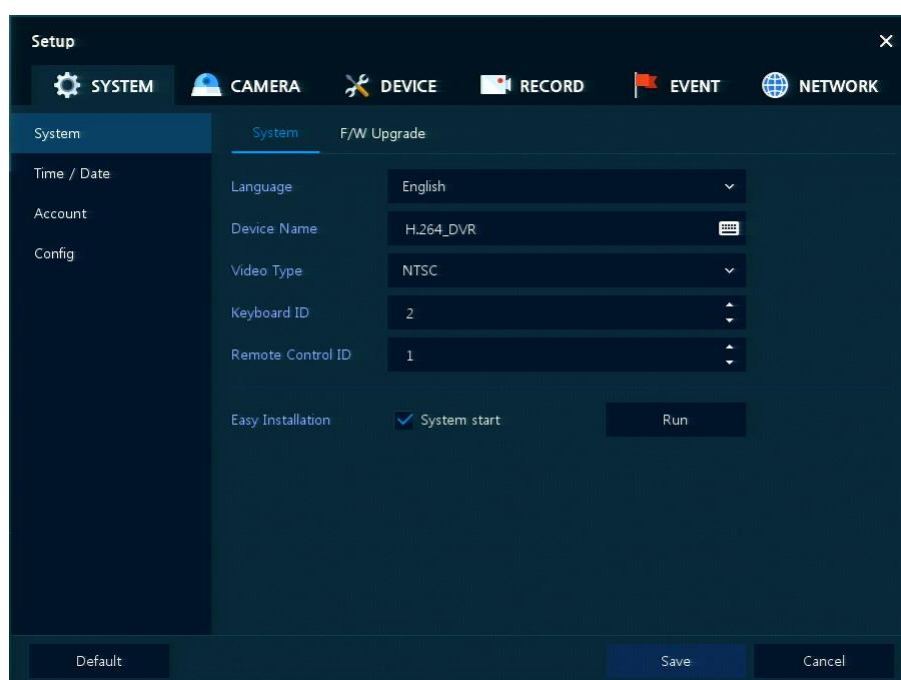 Setup
SYSTEM CAMERA DEVICE RECORD EVENT NETWORK
System
Time / Date
Account
Config
System F/W Upgrade
Language English
Device Name H.264_DVR
Video Type NTSC
Keyboard ID 2
Remote Control ID 1
Easy Installation System start Run
Default Save Cancel